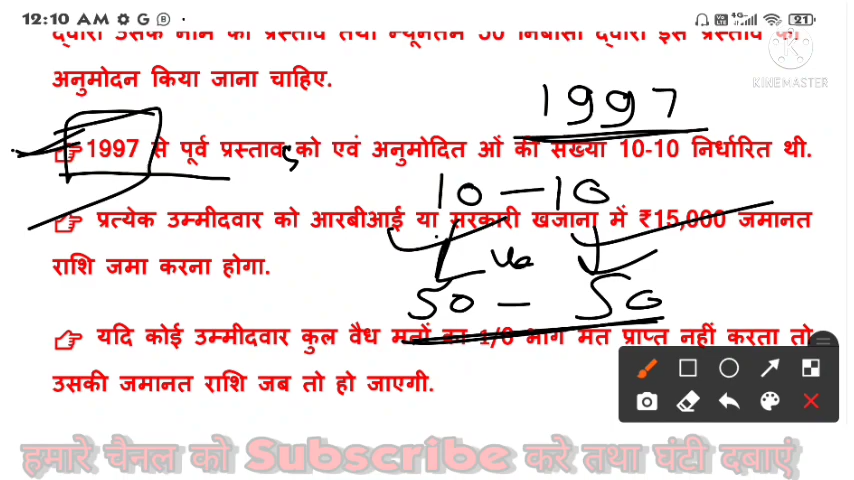 12:10 AM G 4G 21
द्वारा उसके नाम का प्रस्ताव तथा न्यूनतम 50 निर्वासी द्वारा इस प्रस्ताव का
KINEMASTER
अनुमोदन किया जाना चाहिए.
1997
1997 से पूर्व प्रस्ताव को एवं अनुमोदित ओं की संख्या 10-10 निर्धारित थी.
10 - 10
प्रत्येक उम्मीदवार को आरबीआई या सरकारी खजाना में ₹15,000 जमानत
राशि जमा करना होगा.
50 - 50
यदि कोई उम्मीदवार कुल वैध मतों का 1/6 भाग मत प्राप्त नहीं करता तो
उसकी जमानत राशि जब तो हो जाएगी.
हमारे चैनल को Subscribe करे तथा घंटी दबाएं